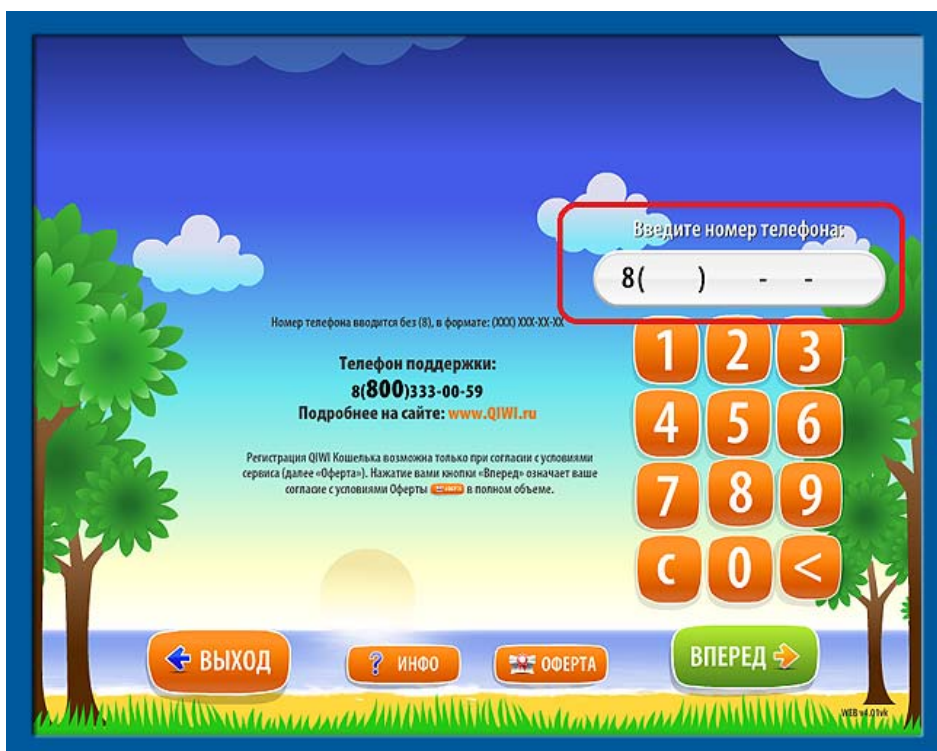 Введите номер телефона:
8( ) - -
Номер телефона вводится без (8), в формате: (XXX) XXX-XX-XX
Телефон поддержки:
8(800)333-00-59
Подробнее на сайте: www.QIWI.ru
Регистрация QIWI Кошелька возможна только при согласии с условиями
сервиса (далее «Оферта»). Нажатие вами кнопки «Вперед» означает ваше
согласие с условиями Оферты в полном объеме.
1 2 3
4 5 6
7 8 9
С 0 <
ВЫХОД
? ИНФО
ОФЕРТА
ВПЕРЕД
WEB v4.01vk